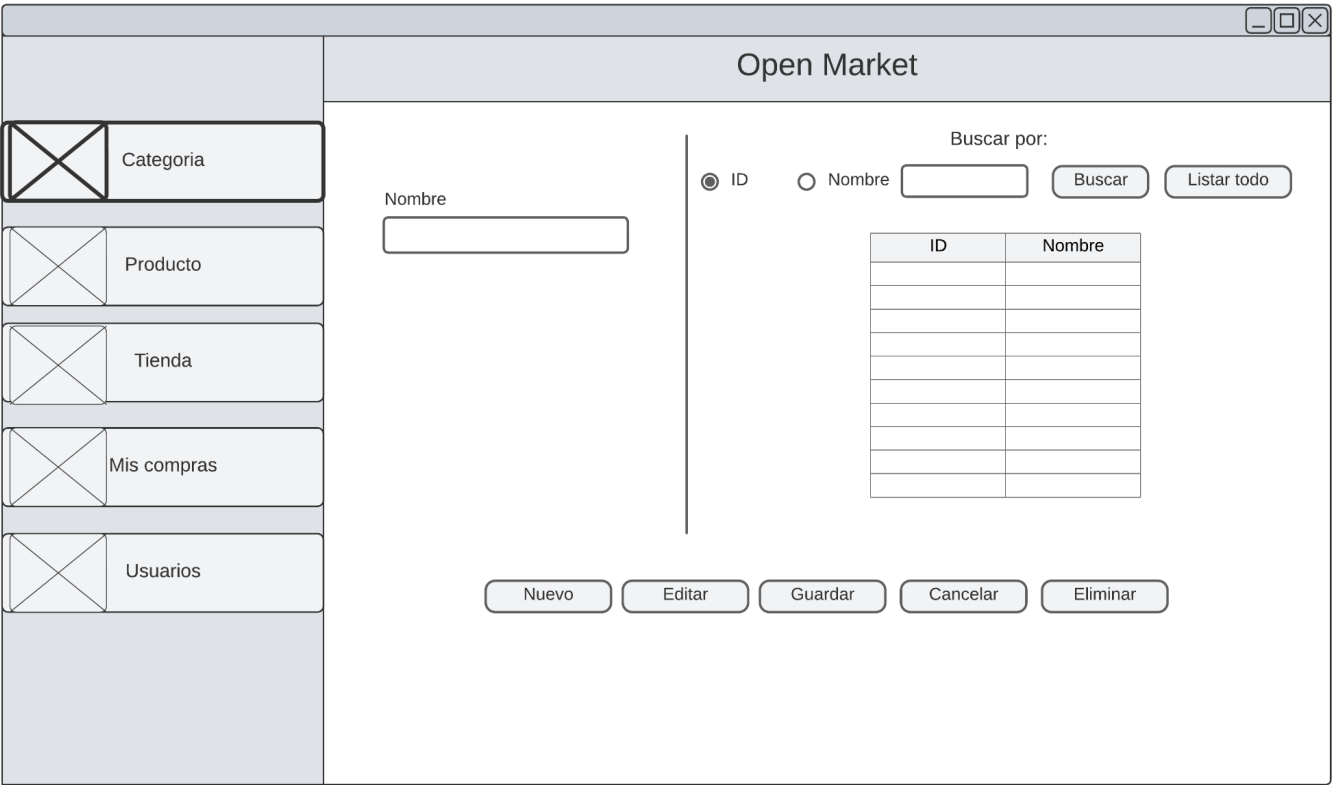 Open Market
Categoria
Producto
Tienda
Mis compras
Usuarios
Nombre
Buscar por:
ID Nombre Buscar Listar todo
ID Nombre
Nuevo Editar Guardar Cancelar Eliminar